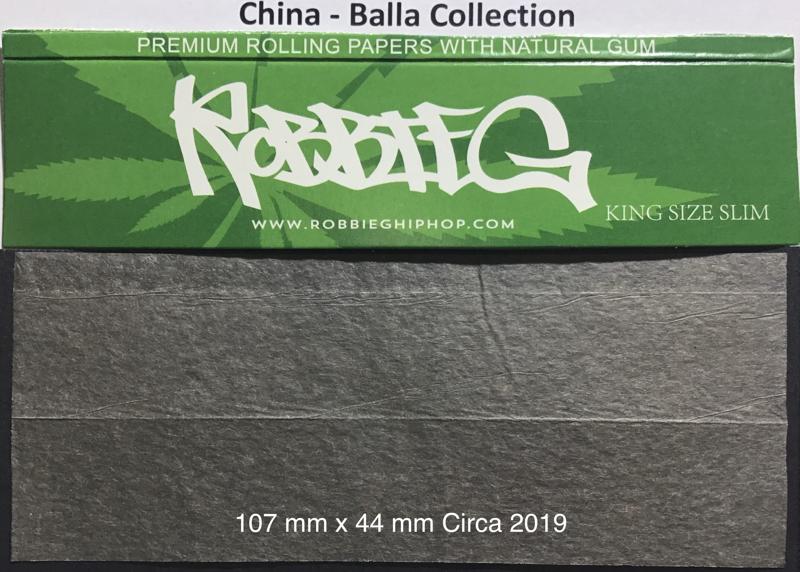 China - Balla Collection
PREMIUM ROLLING PAPERS WITH NATURAL GUM
ROBBIE G
WWW.ROBBIEGHIPHOP.COM
KING SIZE SLIM
107 mm x 44 mm Circa 2019